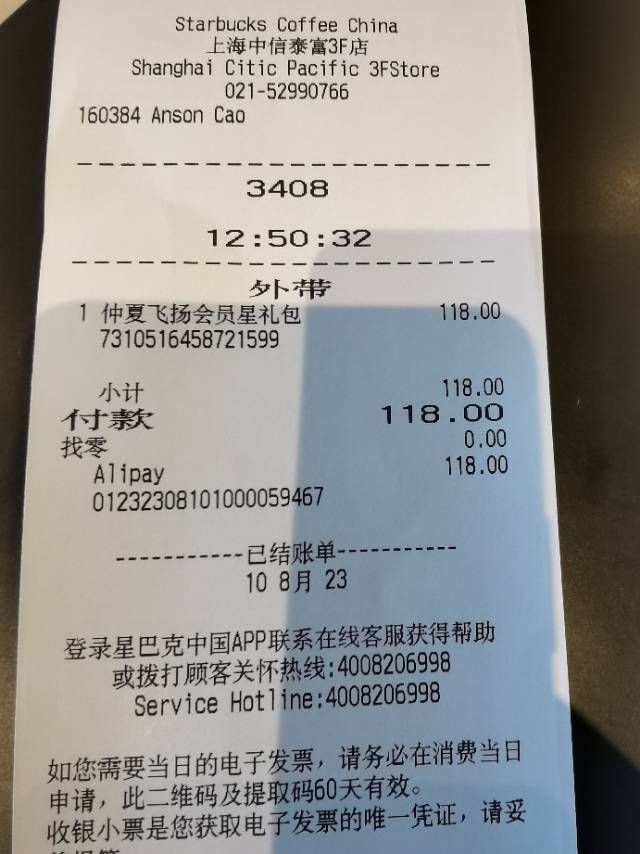 Starbucks Coffee China
上海中信泰富3F店
Shanghai Citic Pacific 3FStore
021-52990766
160384 Anson Cao
3408
12:50:32
外带
1 仲夏飞扬会员星礼包 118.00
7310516458721599
小计 118.00
付款 118.00
找零 0.00
Alipay 118.00
01232308101000059467
-----------已结账单-----------
10 8月 23
登录星巴克中国APP联系在线客服获得帮助
或拨打顾客关怀热线:4008206998
Service Hotline:4008206998
如您需要当日的电子发票，请务必在消费当日
申请，此二维码及提取码60天有效。
收银小票是您获取电子发票的唯一凭证，请妥